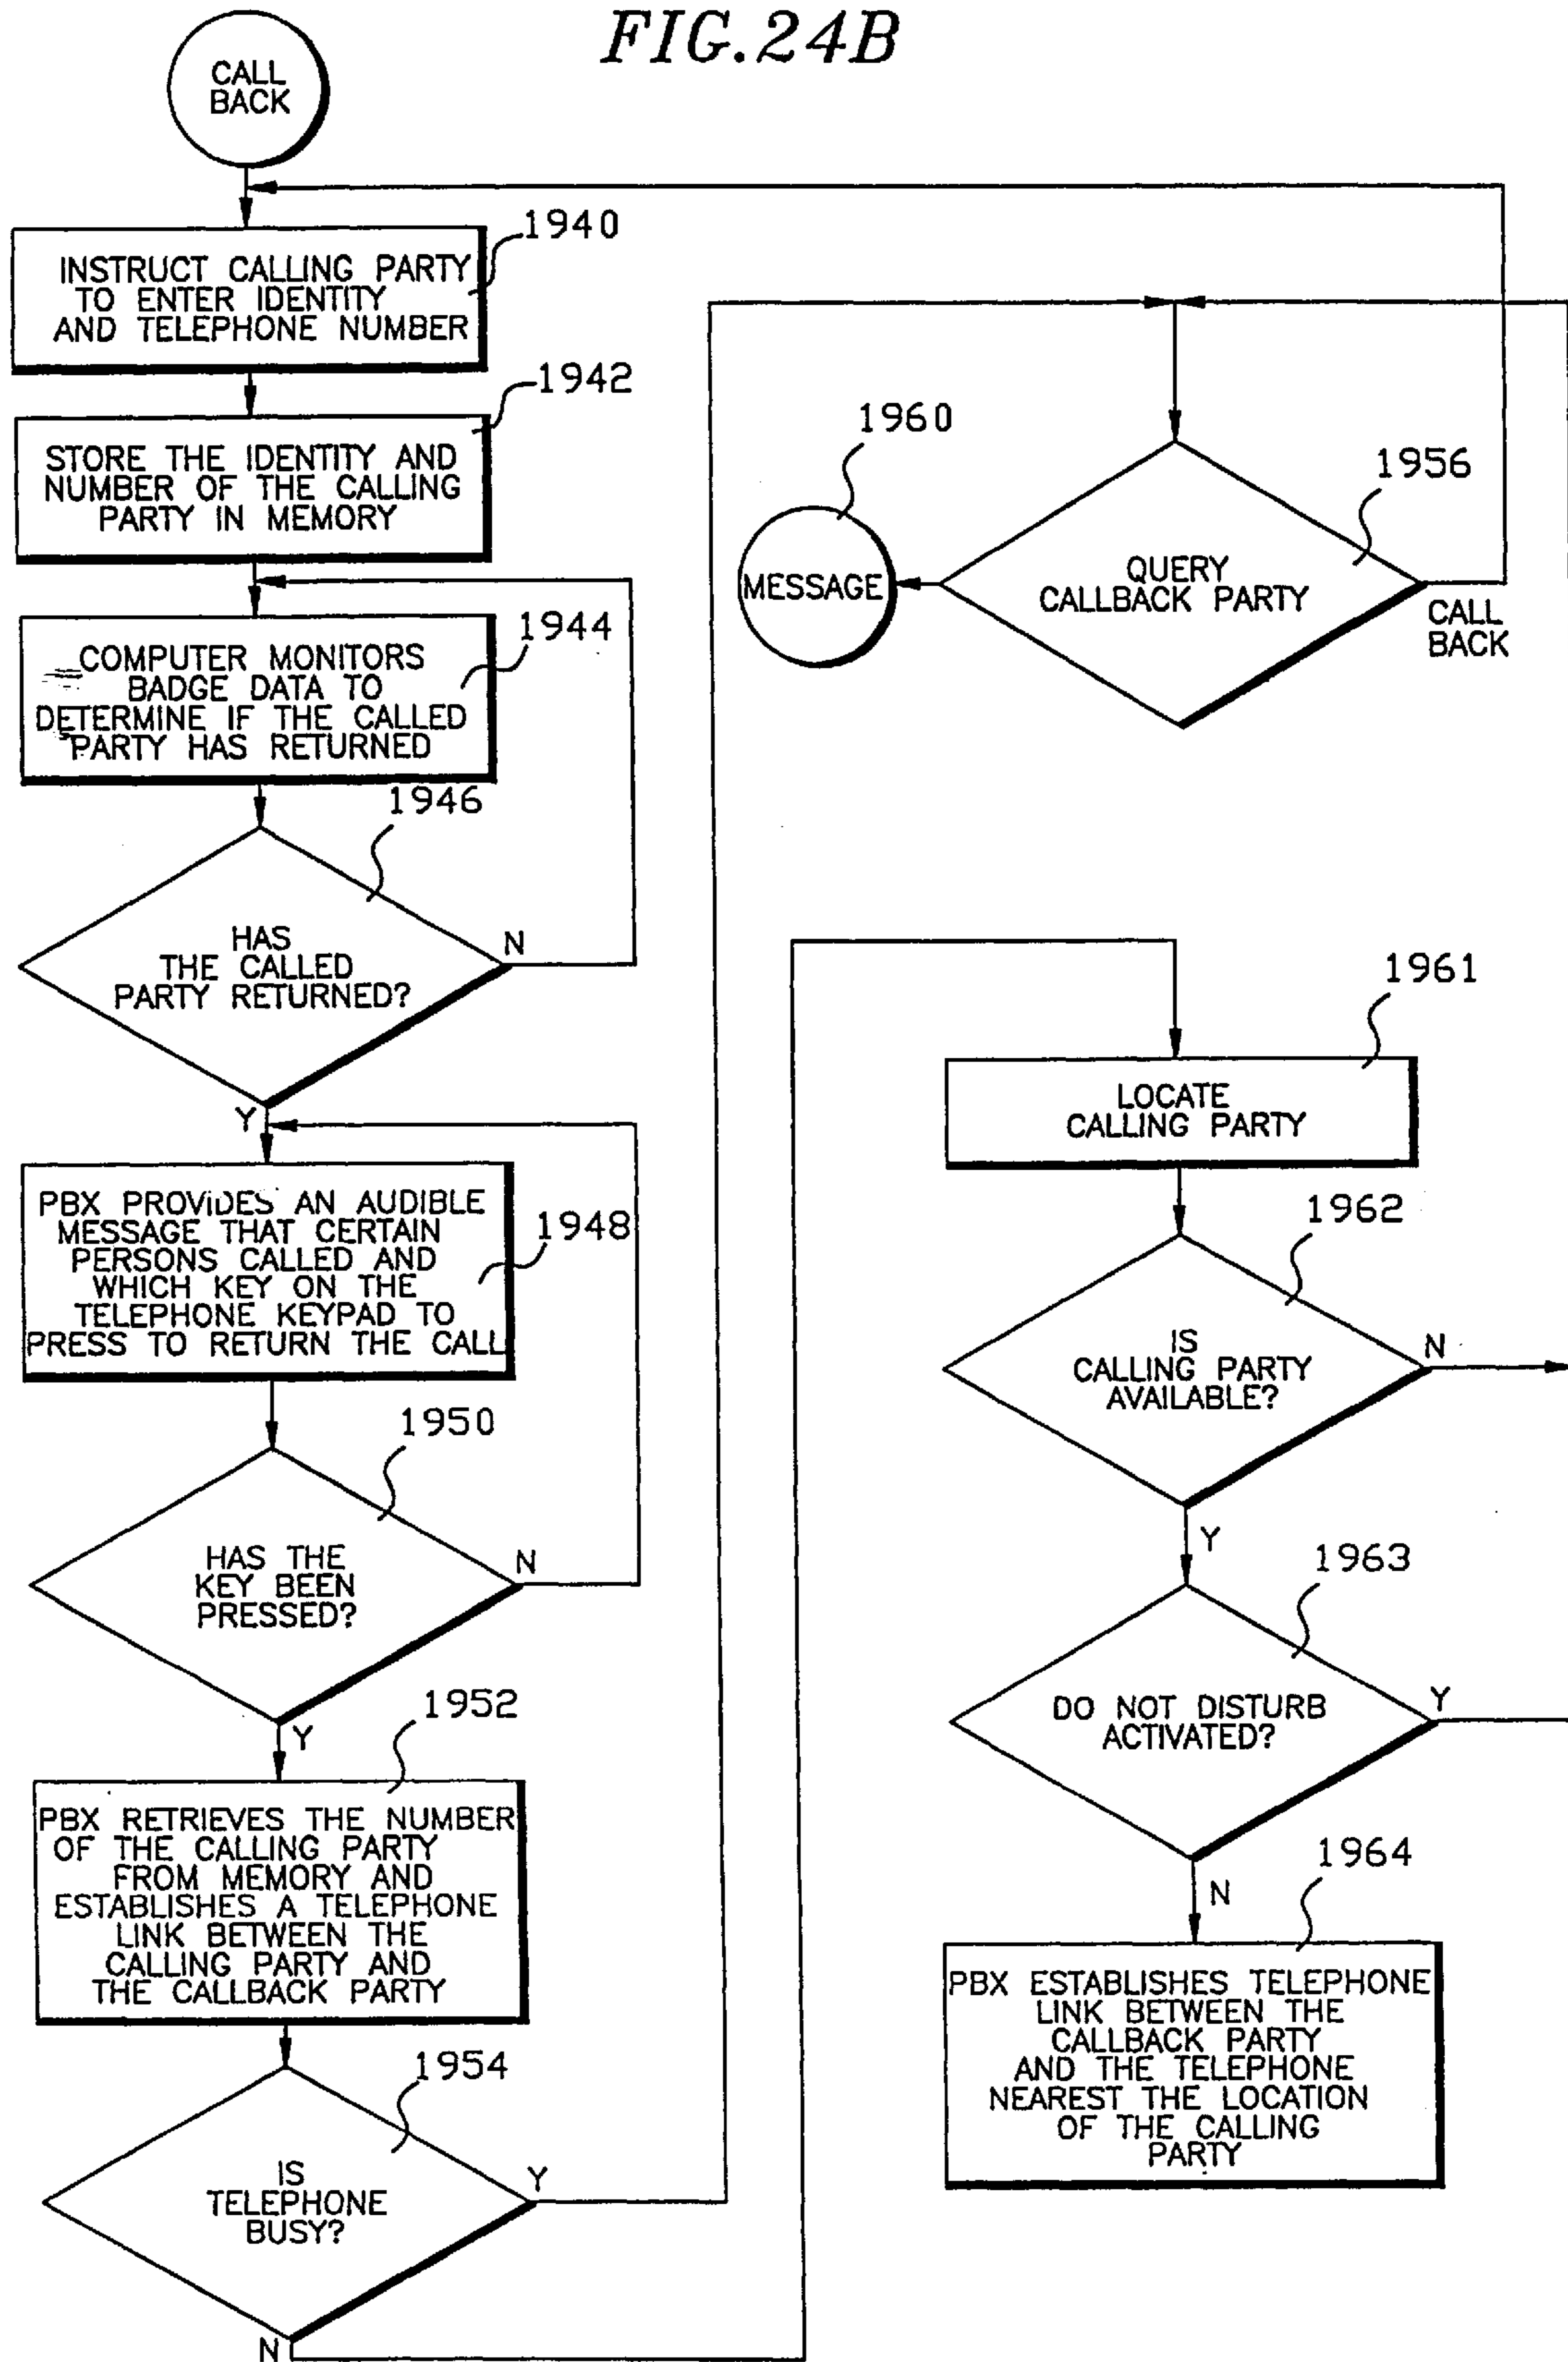 FIG.24B
CALL
BACK
1940
INSTRUCT CALLING PARTY
TO ENTER IDENTITY
AND TELEPHONE NUMBER
1942
STORE THE IDENTITY AND
NUMBER OF THE CALLING
PARTY IN MEMORY
1944
COMPUTER MONITORS
BADGE DATA TO
DETERMINE IF THE CALLED
PARTY HAS RETURNED
1946
HAS
THE CALLED
PARTY RETURNED?
N
Y
1948
PBX PROVIDES AN AUDIBLE
MESSAGE THAT CERTAIN
PERSONS CALLED AND
WHICH KEY ON THE
TELEPHONE KEYPAD TO
PRESS TO RETURN THE CALL
1950
HAS THE
KEY BEEN
PRESSED?
N
Y
1952
PBX RETRIEVES THE NUMBER
OF THE CALLING PARTY
FROM MEMORY AND
ESTABLISHES A TELEPHONE
LINK BETWEEN THE
CALLING PARTY AND
THE CALLBACK PARTY
1954
IS
TELEPHONE
BUSY?
Y
N
1960
MESSAGE
1956
QUERY
CALLBACK PARTY
CALL
BACK
1961
LOCATE
CALLING PARTY
1962
IS
CALLING PARTY
AVAILABLE?
N
Y
1963
DO NOT DISTURB
ACTIVATED?
Y
N
1964
PBX ESTABLISHES TELEPHONE
LINK BETWEEN THE
CALLBACK PARTY
AND THE TELEPHONE
NEAREST THE LOCATION
OF THE CALLING
PARTY